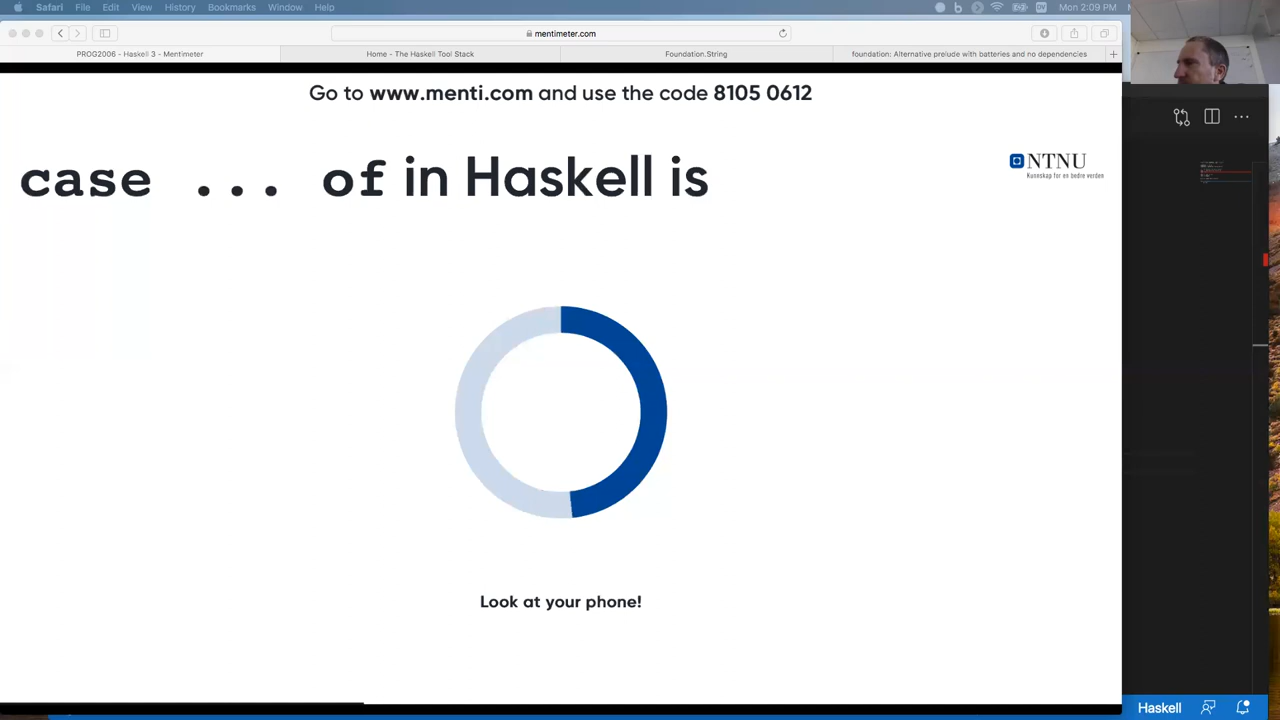 Safari File Edit View History Bookmarks Window Help Mon 2:09 PM
mentimeter.com
PROG2006 - Haskell 3 - Mentimeter Home - The Haskell Tool Stack Foundation.String foundation: Alternative prelude with batteries and no dependencies
Go to www.menti.com and use the code 8105 0612
case ... of in Haskell is
NTNU
Kunnskap for en bedre verden
Look at your phone!
Haskell